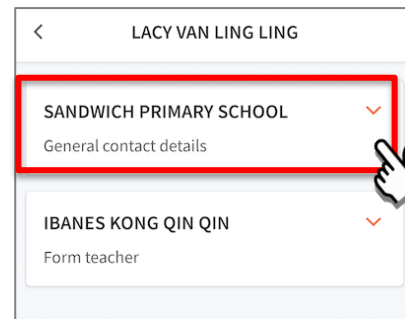 LACY VAN LING LING
SANDWICH PRIMARY SCHOOL
General contact details
IBANES KONG QIN QIN
Form teacher